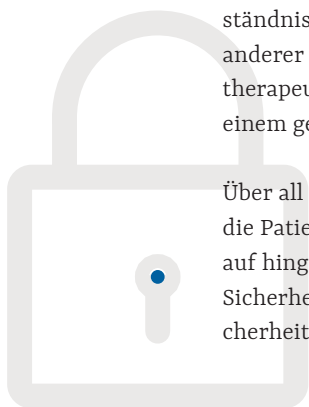 ständnis
anderer
therapeu
einem ge
Über all
die Patie
auf hing
Sicherhe
cherheit